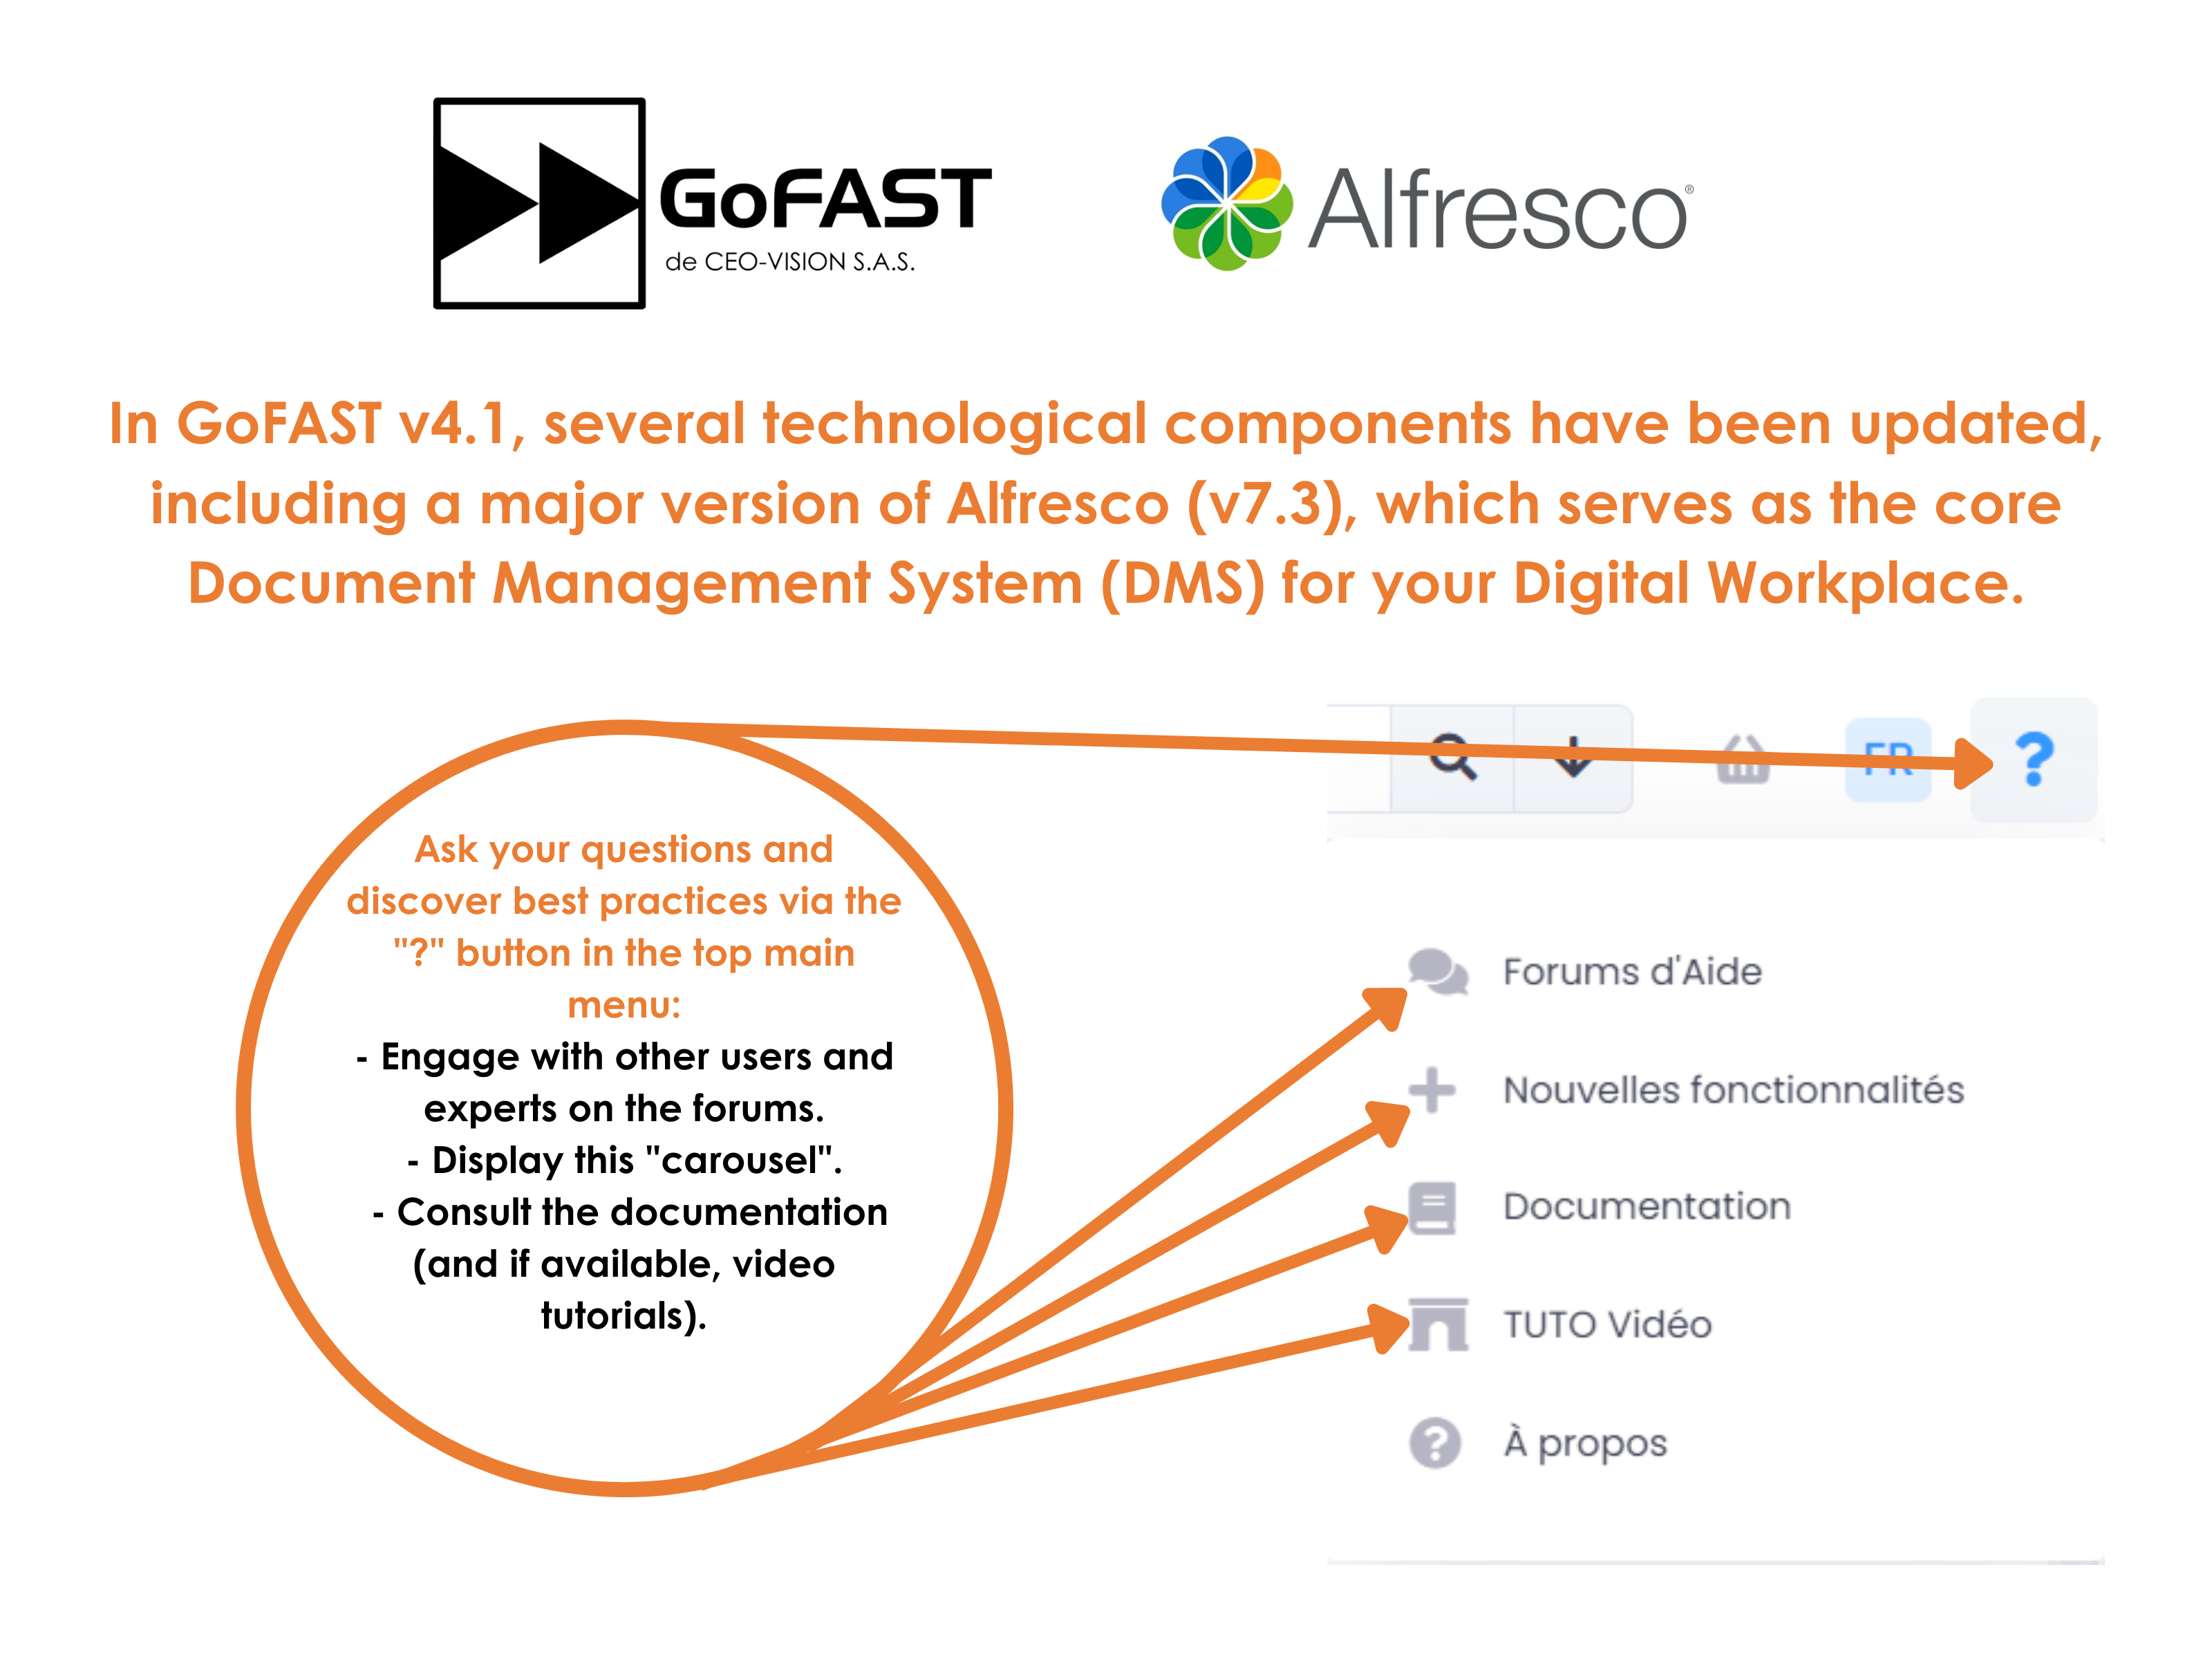 GoFAST
de CEO-VISION S.A.S.
Alfresco®
In GoFAST v4.1, several technological components have been updated,
including a major version of Alfresco (v7.3), which serves as the core
Document Management System (DMS) for your Digital Workplace.
FR
?
Ask your questions and
discover best practices via the
"?" button in the top main
menu:
- Engage with other users and
experts on the forums.
- Display this "carousel".
- Consult the documentation
(and if available, video
tutorials).
Forums d'Aide
Nouvelles fonctionnalités
Documentation
TUTO Vidéo
À propos